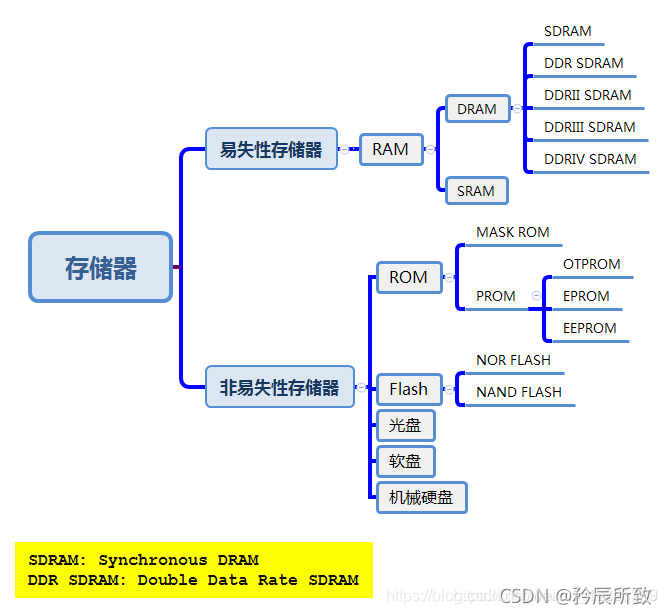 存储器
易失性存储器
RAM
DRAM
SDRAM
DDR SDRAM
DDRII SDRAM
DDRIII SDRAM
DDRIV SDRAM
SRAM
非易失性存储器
ROM
MASK ROM
PROM
OTPROM
EPROM
EEPROM
Flash
NOR FLASH
NAND FLASH
光盘
软盘
机械硬盘
SDRAM: Synchronous DRAM
DDR SDRAM: Double Data Rate SDRAM
CSDN @矜辰所致